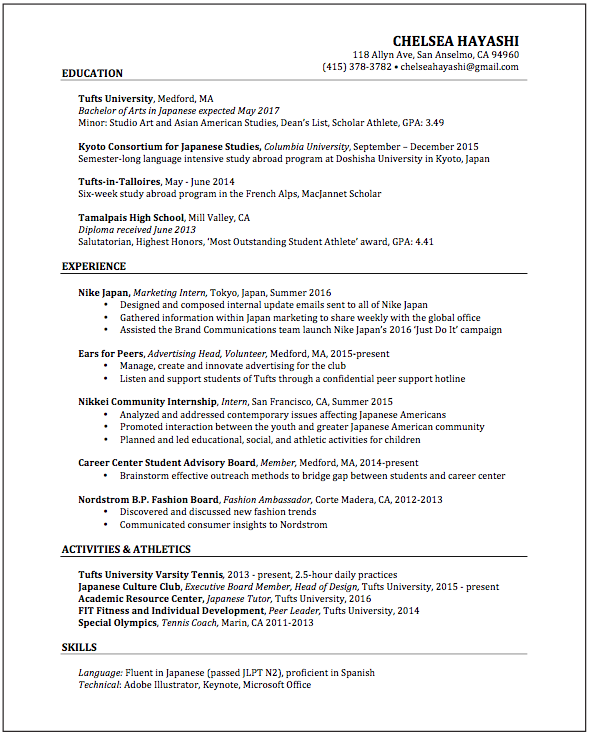 CHELSEA HAYASHI
118 Allyn Ave, San Anselmo, CA 94960
(415) 378-3782 • chelseahayashi@gmail.com
EDUCATION
Tufts University, Medford, MA
Bachelor of Arts in Japanese expected May 2017
Minor: Studio Art and Asian American Studies, Dean's List, Scholar Athlete, GPA: 3.49
Kyoto Consortium for Japanese Studies, Columbia University, September – December 2015
Semester-long language intensive study abroad program at Doshisha University in Kyoto, Japan
Tufts-in-Talloires, May - June 2014
Six-week study abroad program in the French Alps, MacJannet Scholar
Tamalpais High School, Mill Valley, CA
Diploma received June 2013
Salutatorian, Highest Honors, 'Most Outstanding Student Athlete' award, GPA: 4.41
EXPERIENCE
Nike Japan, Marketing Intern, Tokyo, Japan, Summer 2016
• Designed and composed internal update emails sent to all of Nike Japan
• Gathered information within Japan marketing to share weekly with the global office
• Assisted the Brand Communications team launch Nike Japan's 2016 'Just Do It' campaign
Ears for Peers, Advertising Head, Volunteer, Medford, MA, 2015-present
• Manage, create and innovate advertising for the club
• Listen and support students of Tufts through a confidential peer support hotline
Nikkei Community Internship, Intern, San Francisco, CA, Summer 2015
• Analyzed and addressed contemporary issues affecting Japanese Americans
• Promoted interaction between the youth and greater Japanese American community
• Planned and led educational, social, and athletic activities for children
Career Center Student Advisory Board, Member, Medford, MA, 2014-present
• Brainstorm effective outreach methods to bridge gap between students and career center
Nordstrom B.P. Fashion Board, Fashion Ambassador, Corte Madera, CA, 2012-2013
• Discovered and discussed new fashion trends
• Communicated consumer insights to Nordstrom
ACTIVITIES & ATHLETICS
Tufts University Varsity Tennis, 2013 - present, 2.5-hour daily practices
Japanese Culture Club, Executive Board Member, Head of Design, Tufts University, 2015 - present
Academic Resource Center, Japanese Tutor, Tufts University, 2016
FIT Fitness and Individual Development, Peer Leader, Tufts University, 2014
Special Olympics, Tennis Coach, Marin, CA 2011-2013
SKILLS
Language: Fluent in Japanese (passed JLPT N2), proficient in Spanish
Technical: Adobe Illustrator, Keynote, Microsoft Office